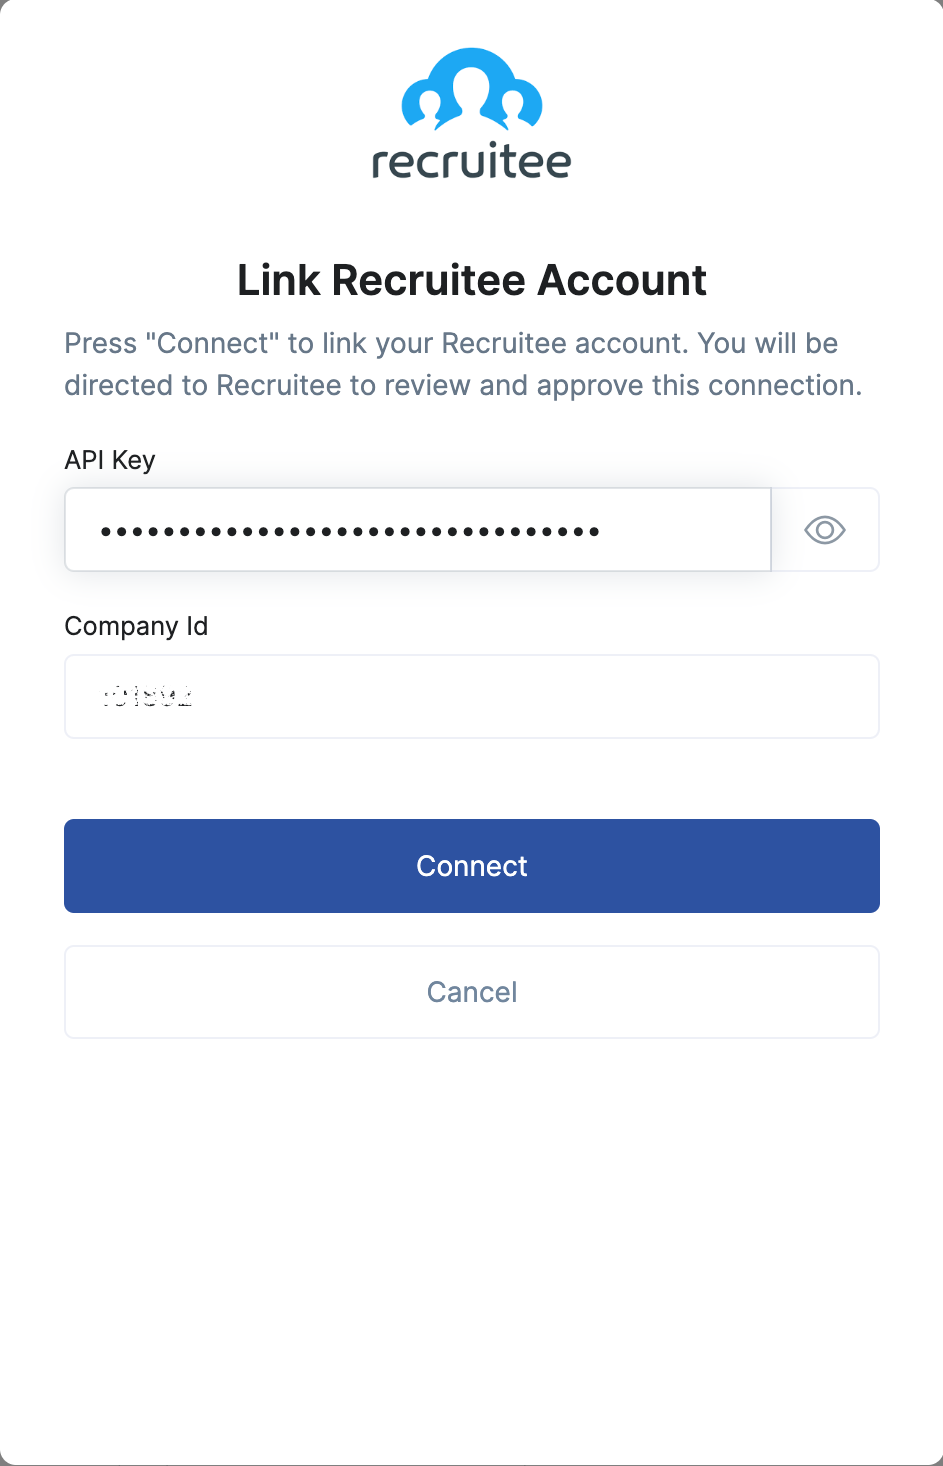 recruitee
Link Recruitee Account
Press "Connect" to link your Recruitee account. You will be
directed to Recruitee to review and approve this connection.
API Key
••••••••••••••••••••••••••••••••
Company Id
Connect
Cancel